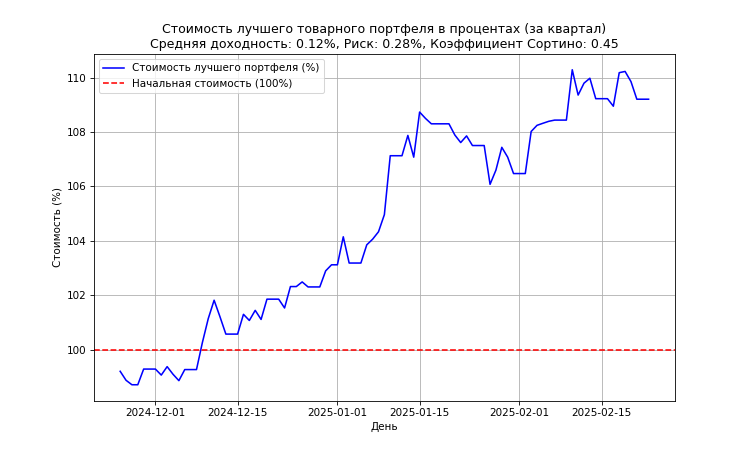 Стоимость лучшего товарного портфеля в процентах (за квартал)
Средняя доходность: 0.12%, Риск: 0.28%, Коэффициент Сортино: 0.45
Стоимость лучшего портфеля (%)
Начальная стоимость (100%)
Стоимость (%)
110
108
106
104
102
100
2024-12-01 2024-12-15 2025-01-01 2025-01-15 2025-02-01 2025-02-15
День